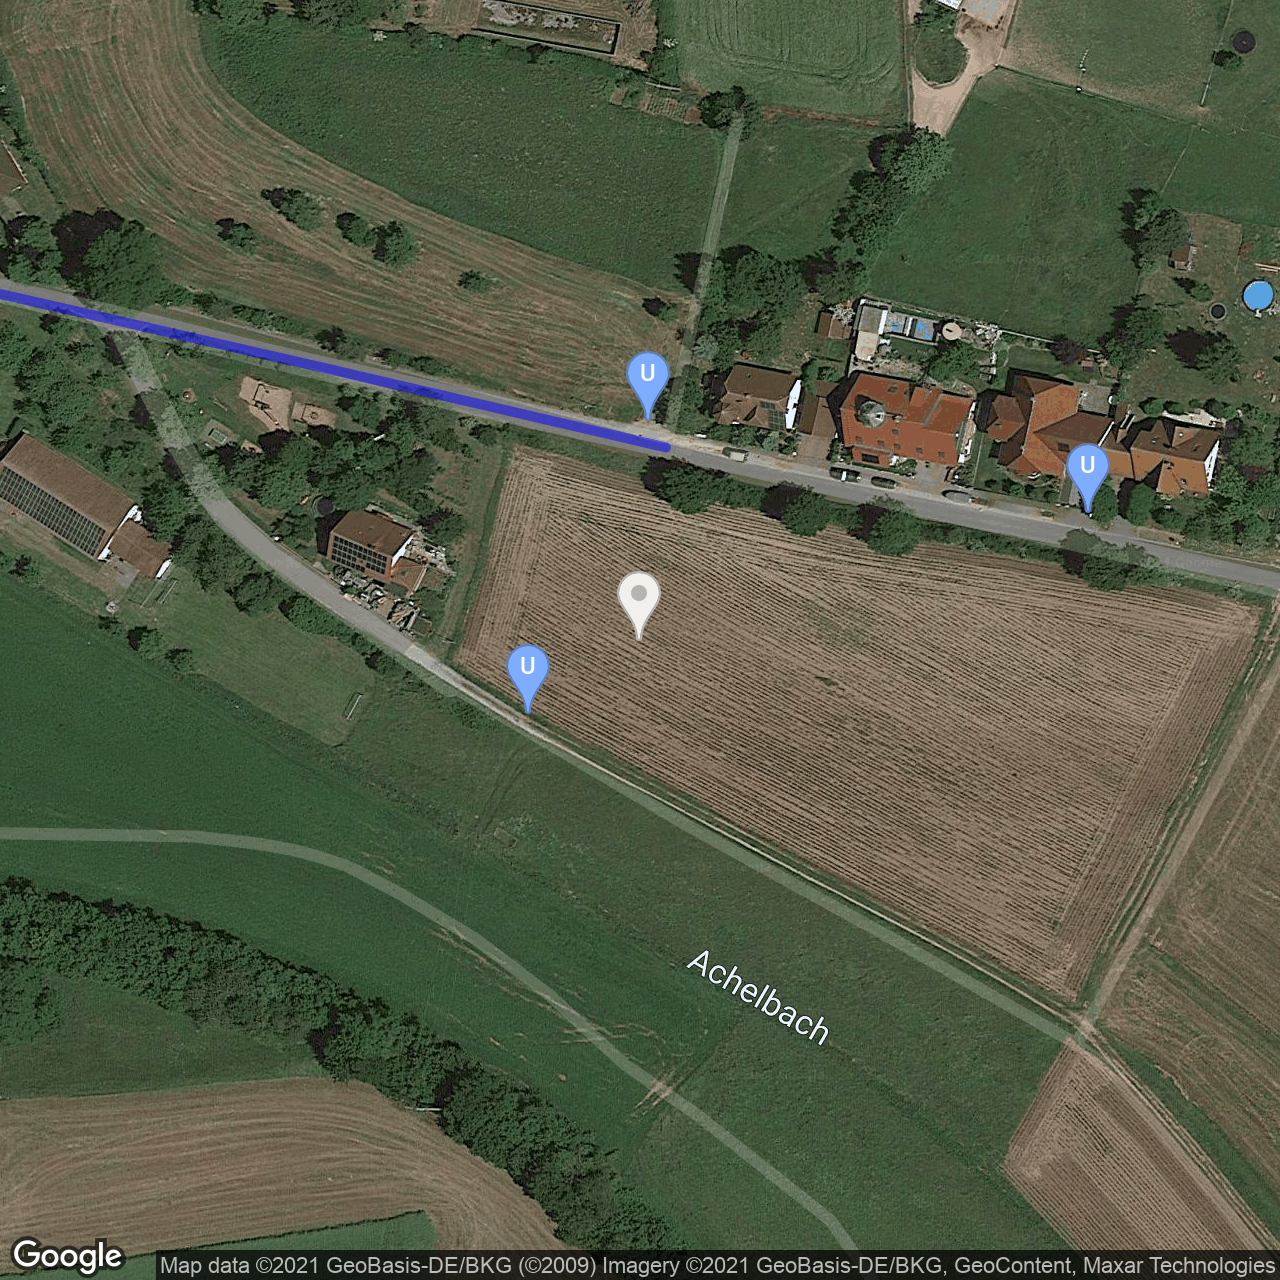 U
U
U
Achelbach
Google
Map data ©2021 GeoBasis-DE/BKG (©2009) Imagery ©2021 GeoBasis-DE/BKG, GeoContent, Maxar Technologies